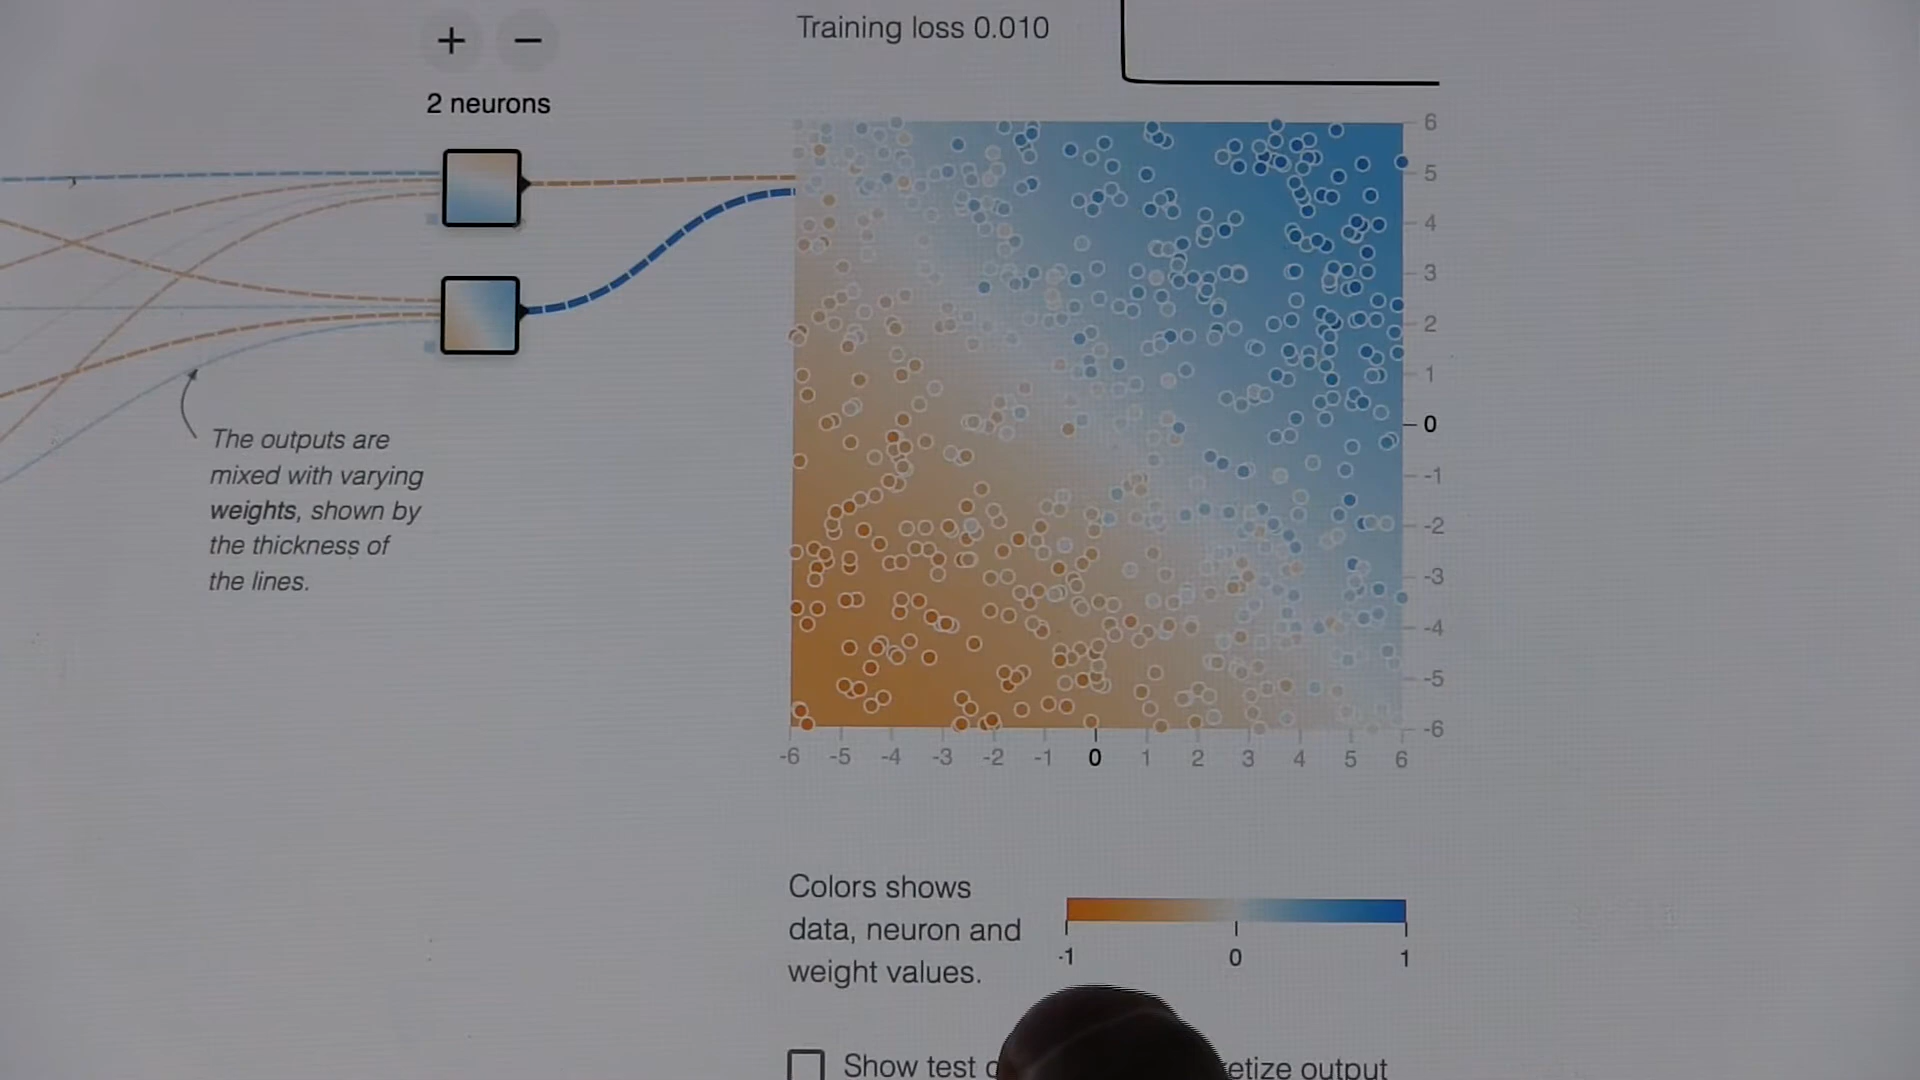 Training loss 0.010
+ −
2 neurons
6
5
4
3
2
1
0
-1
-2
-3
-4
-5
-6
-6 -5 -4 -3 -2 -1 0 1 2 3 4 5 6
The outputs are
mixed with varying
weights, shown by
the thickness of
the lines.
Colors shows
data, neuron and
weight values.
-1 0 1
Show test
output